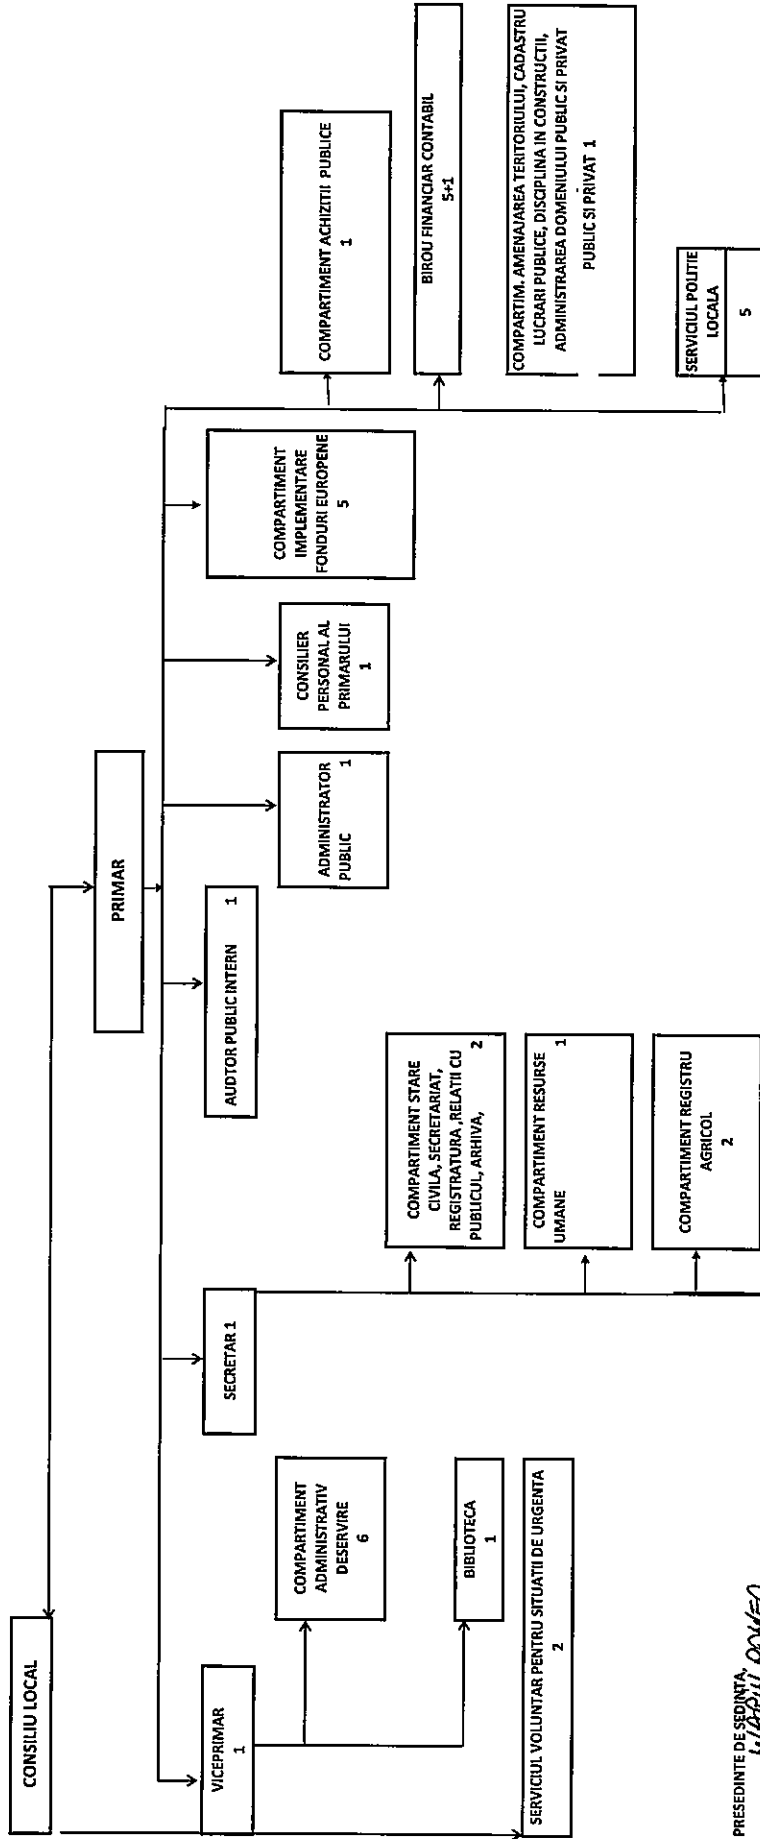 CONSILIU LOCAL
PRIMAR
VICEPRIMAR
1
SECRETAR 1
AUDTOR PUBLIC INTERN 1
ADMINISTRATOR 1
PUBLIC
CONSILIER
PERSONAL AL
PRIMARULUI
1
COMPARTIMENT
IMPLEMENTARE
FONDURI EUROPENE
5
COMPARTIMENT ACHIZITII PUBLICE
1
BIROU FINANCIAR CONTABIL
5+1
COMPARTIM. AMENAJAREA TERITORIULUI, CADASTRU
LUCRARI PUBLICE, DISCIPLINA IN CONSTRUCTII,
ADMINISTRAREA DOMENIULUI PUBLIC SI PRIVAT
PUBLIC SI PRIVAT 1
SERVICIUL POLITIE
LOCALA
5
COMPARTIMENT
ADMINISTRATIV
DESERVIRE
6
BIBLIOTECA
1
SERVICIUL VOLUNTAR PENTRU SITUATII DE URGENTA
2
COMPARTIMENT STARE
CIVILA, SECRETARIAT,
REGISTRATURA ,RELATII CU
PUBLICUL, ARHIVA, 2
COMPARTIMENT RESURSE 1
UMANE
COMPARTIMENT REGISTRU
AGRICOL
2
PRESEDINTE DE SEDINTA,